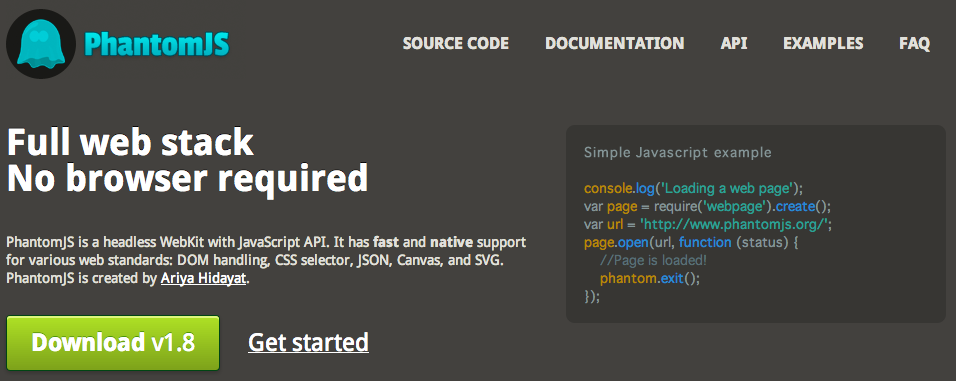 PhantomJS
SOURCE CODE DOCUMENTATION API EXAMPLES FAQ
Full web stack
No browser required
PhantomJS is a headless WebKit with JavaScript API. It has fast and native support
for various web standards: DOM handling, CSS selector, JSON, Canvas, and SVG.
PhantomJS is created by Ariya Hidayat.
Download v1.8
Get started
Simple Javascript example
console.log('Loading a web page');
var page = require('webpage').create();
var url = 'http://www.phantomjs.org/';
page.open(url, function (status) {
//Page is loaded!
phantom.exit();
});